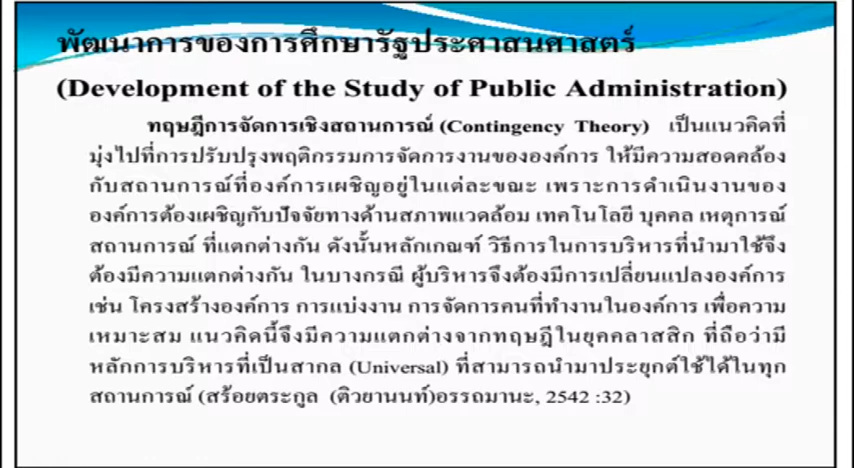 พัฒนาการของการศึกษารัฐประศาสนศาสตร์
(Development of the Study of Public Administration)
ทฤษฎีการจัดการเชิงสถานการณ์ (Contingency Theory) เป็นแนวคิดที่
มุ่งไปที่การปรับปรุงพฤติกรรมการจัดการงานขององค์การ ให้มีความสอดคล้อง
กับสถานการณ์ที่องค์การเผชิญอยู่ในแต่ละขณะ เพราะการดำเนินงานของ
องค์การต้องเผชิญกับปัจจัยทางด้านสภาพแวดล้อม เทคโนโลยี บุคคล เหตุการณ์
สถานการณ์ ที่แตกต่างกัน ดังนั้นหลักเกณฑ์ วิธีการในการบริหารที่นำมาใช้จึง
ต้องมีความแตกต่างกัน ในบางกรณี ผู้บริหารจึงต้องมีการเปลี่ยนแปลงองค์การ
เช่น โครงสร้างองค์การ การแบ่งงาน การจัดการคนที่ทำงานในองค์การ เพื่อความ
เหมาะสม แนวคิดนี้จึงมีความแตกต่างจากทฤษฎีในยุคคลาสสิก ที่ถือว่ามี
หลักการบริหารที่เป็นสากล (Universal) ที่สามารถนำมาประยุกต์ใช้ได้ในทุก
สถานการณ์ (สร้อยตระกูล (ติวยานนท์)อรรถมานะ, 2542 :32)